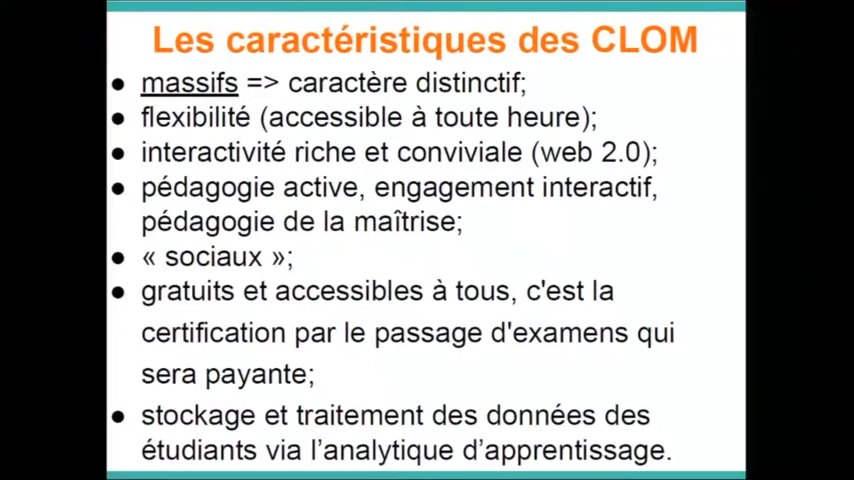 Les caractéristiques des CLOM
● massifs => caractère distinctif;
● flexibilité (accessible à toute heure);
● interactivité riche et conviviale (web 2.0);
● pédagogie active, engagement interactif,
pédagogie de la maîtrise;
● « sociaux »;
● gratuits et accessibles à tous, c'est la
certification par le passage d'examens qui
sera payante;
● stockage et traitement des données des
étudiants via l’analytique d’apprentissage.